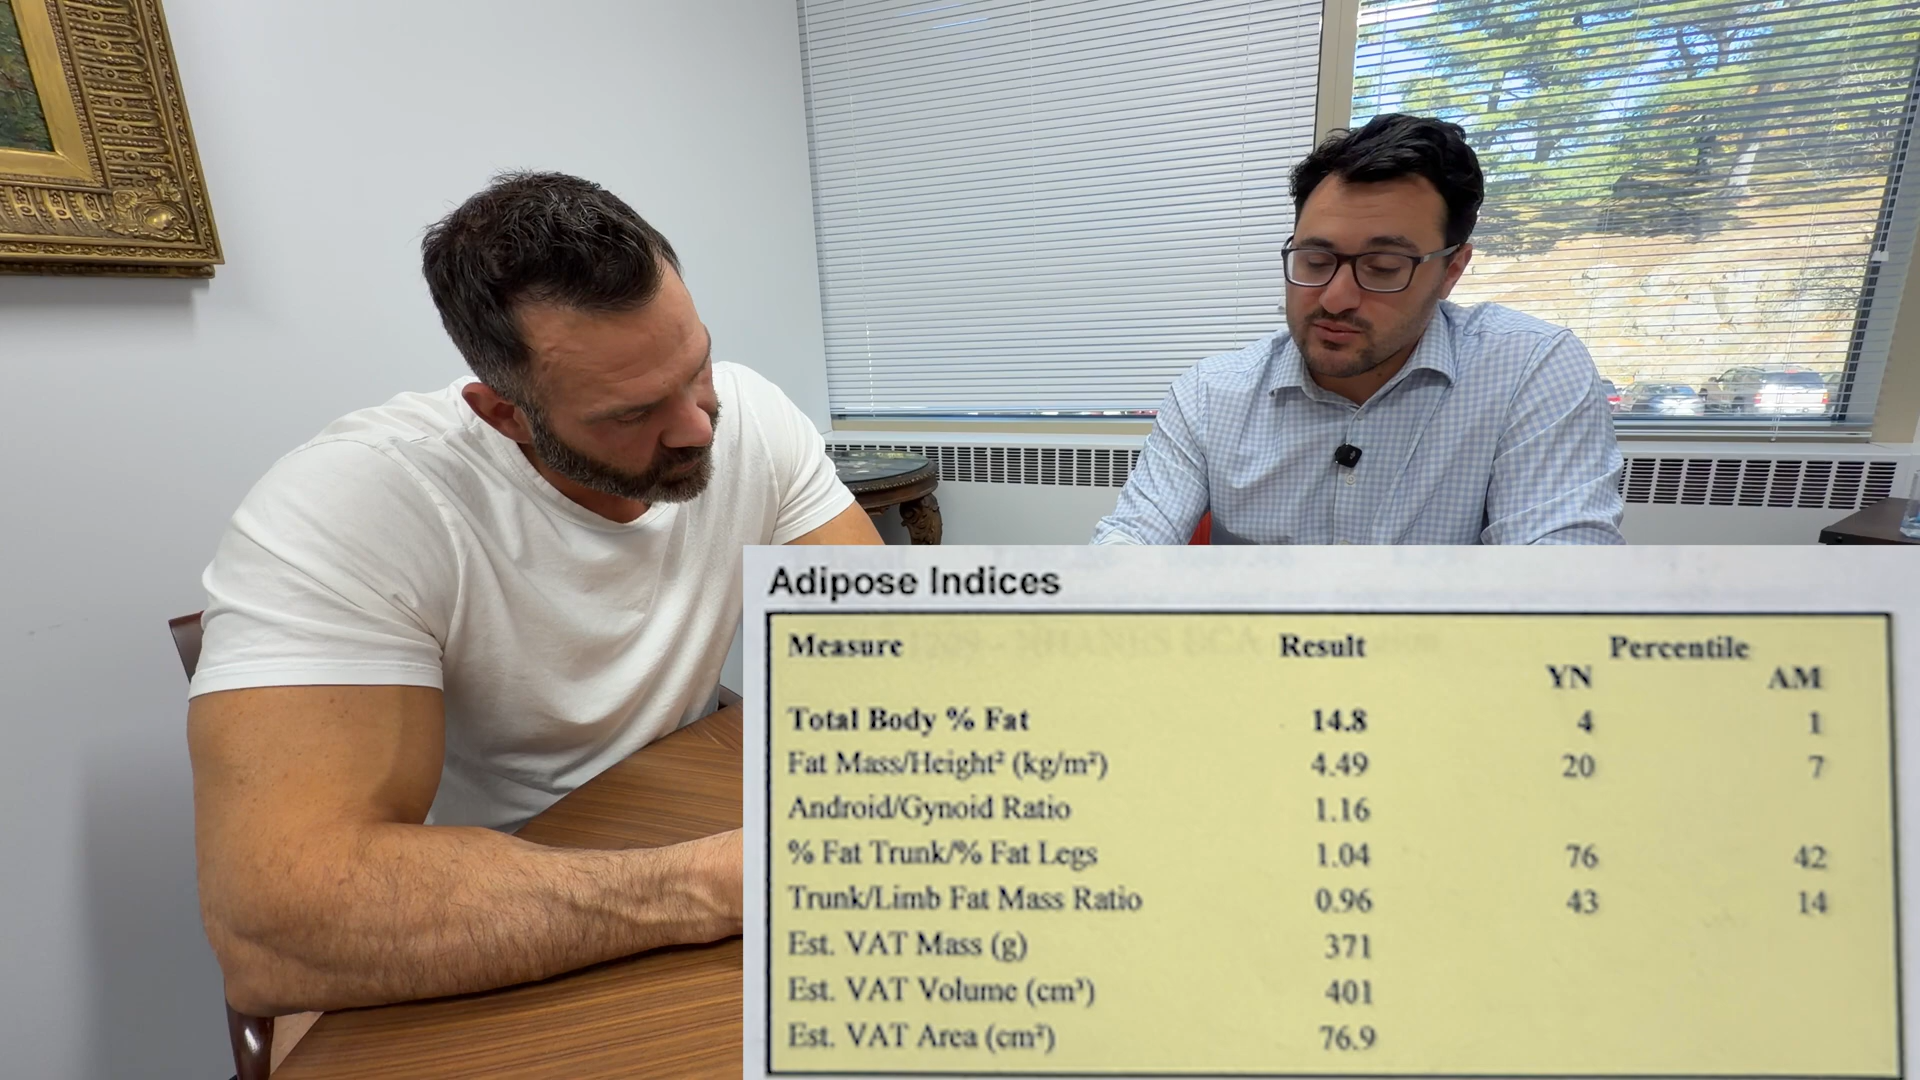 Adipose Indices
Measure Result Percentile
YN AM
Total Body % Fat 14.8 4 1
Fat Mass/Height² (kg/m²) 4.49 20 7
Android/Gynoid Ratio 1.16
% Fat Trunk/% Fat Legs 1.04 76 42
Trunk/Limb Fat Mass Ratio 0.96 43 14
Est. VAT Mass (g) 371
Est. VAT Volume (cm³) 401
Est. VAT Area (cm²) 76.9